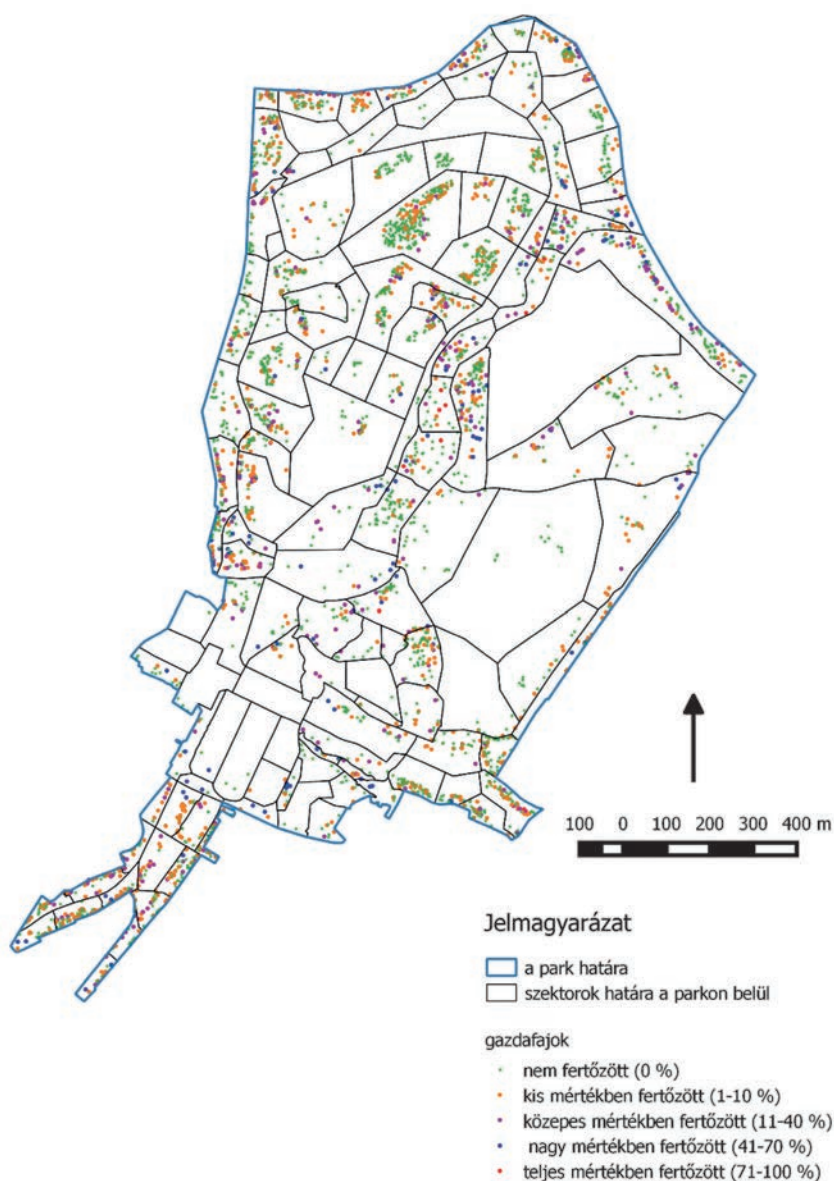 100 0 100 200 300 400 m
Jelmagyarázat
a park határa
szektorok határa a parkon belül
gazdafajok
nem fertőzött (0 %)
kis mértékben fertőzött (1-10 %)
közepes mértékben fertőzött (11-40 %)
nagy mértékben fertőzött (41-70 %)
teljes mértékben fertőzött (71-100 %)